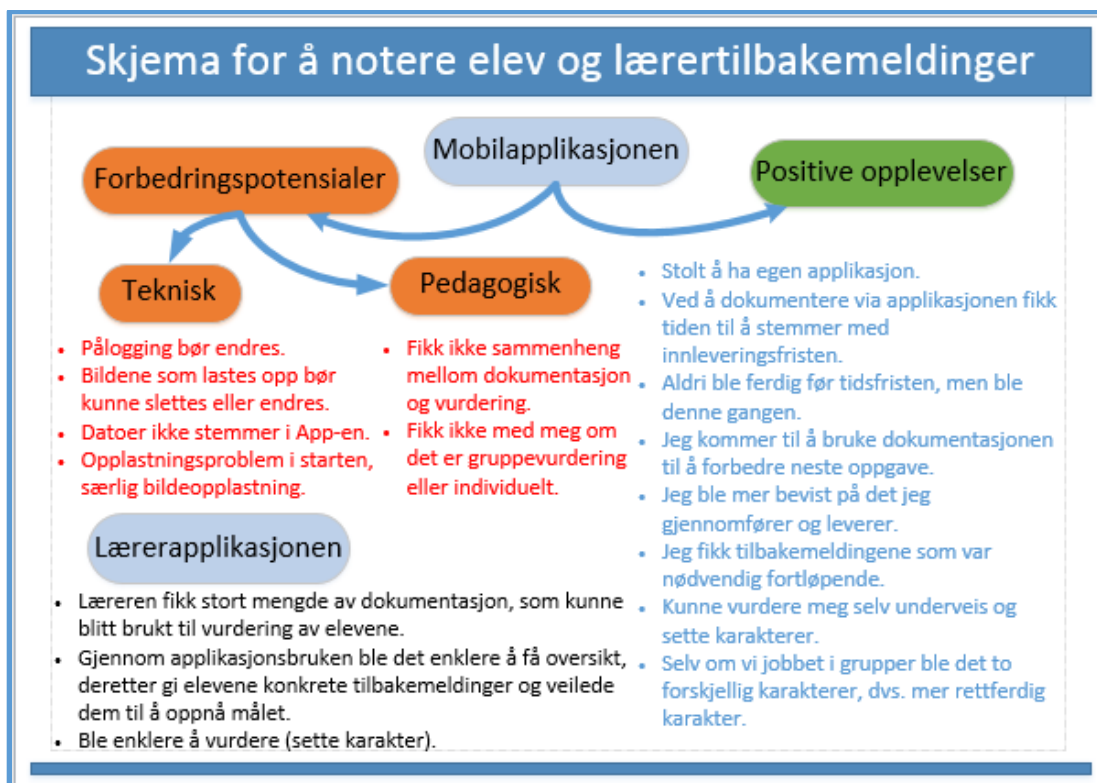 Skjema for å notere elev og lærertilbakemeldinger
Mobilapplikasjonen
Forbedringspotensialer
Positive opplevelser
Teknisk
• Pålogging bør endres.
• Bildene som lastes opp bør
kunne slettes eller endres.
• Datoer ikke stemmer i App-en.
• Opplastningsproblem i starten,
særlig bildeopplastning.
Pedagogisk
• Fikk ikke sammenheng
mellom dokumentasjon
og vurdering.
• Fikk ikke med meg om
det er gruppevurdering
eller individuelt.
• Stolt å ha egen applikasjon.
• Ved å dokumentere via applikasjonen fikk
tiden til å stemmer med
innleveringsfristen.
• Aldri ble ferdig før tidsfristen, men ble
denne gangen.
• Jeg kommer til å bruke dokumentasjonen
til å forbedre neste oppgave.
• Jeg ble mer bevist på det jeg
gjennomfører og leverer.
• Jeg fikk tilbakemeldingene som var
nødvendig fortløpende.
• Kunne vurdere meg selv underveis og
sette karakterer.
• Selv om vi jobbet i grupper ble det to
forskjellig karakterer, dvs. mer rettferdig
karakter.
Lærerapplikasjonen
• Læreren fikk stort mengde av dokumentasjon, som kunne
blitt brukt til vurdering av elevene.
• Gjennom applikasjonsbruken ble det enklere å få oversikt,
deretter gi elevene konkrete tilbakemeldinger og veilede
dem til å oppnå målet.
• Ble enklere å vurdere (sette karakter).